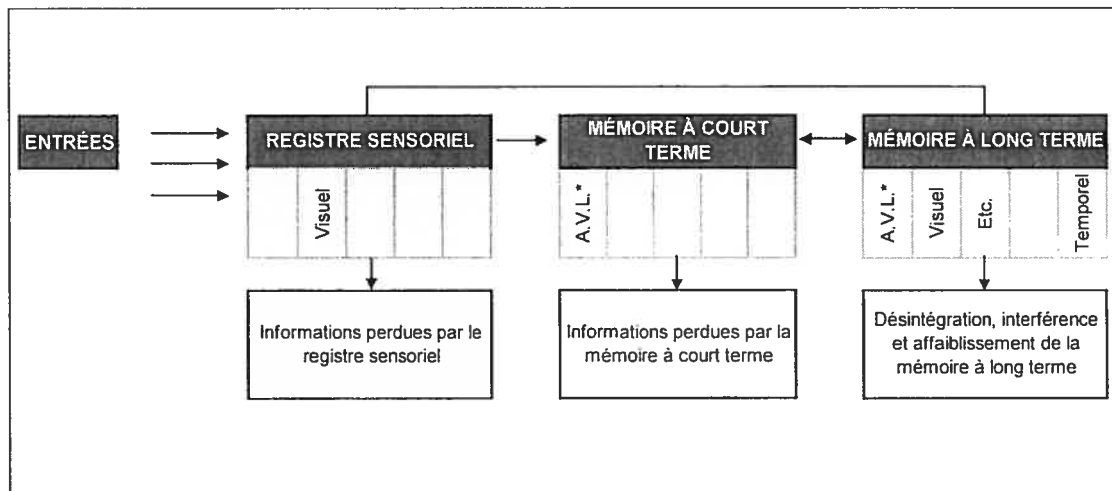 ENTRÉES
REGISTRE SENSORIEL
MÉMOIRE À COURT
TERME
MÉMOIRE À LONG TERME
Visuel
A.V.L.*
A.V.L.*
Visuel
Etc.
Temporel
Informations perdues par le
registre sensoriel
Informations perdues par la
mémoire à court terme
Désintégration, interférence
et affaiblissement de la
mémoire à long terme